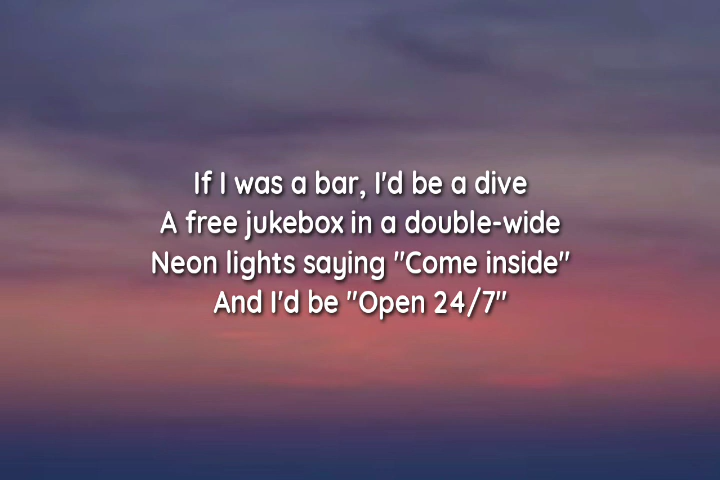 If I was a bar, I'd be a dive
A free jukebox in a double-wide
Neon lights saying "Come inside"
And I'd be "Open 24/7"